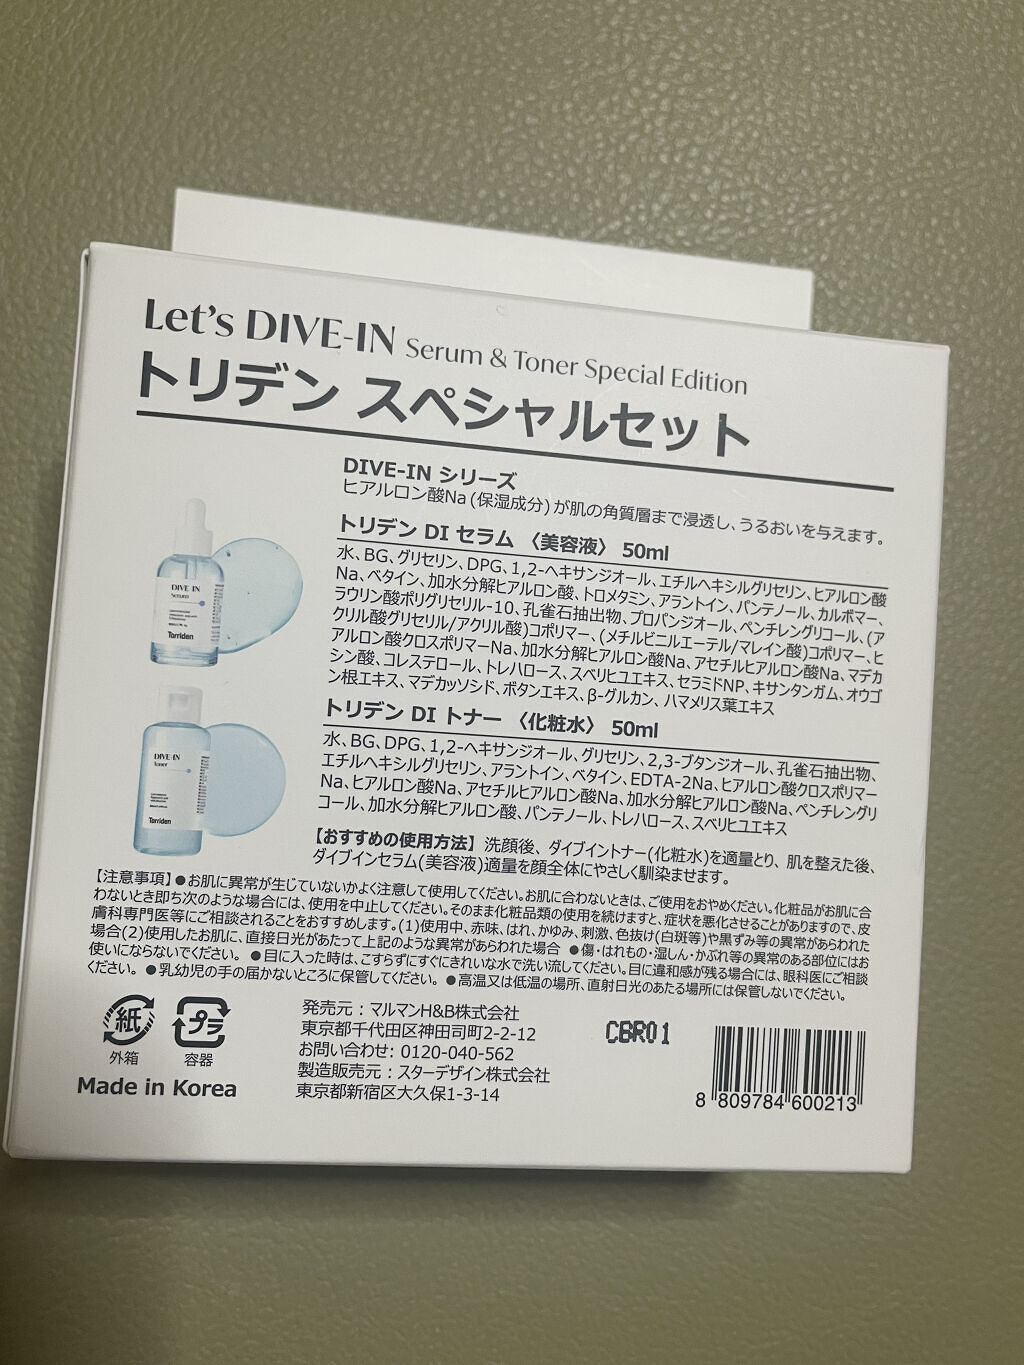 Let's DIVE-IN Serum & Toner Special Edition
トリデン スペシャルセット
DIVE-IN シリーズ
ヒアルロン酸Na(保湿成分)が肌の角質層まで浸透し、うるおいを与えます。
トリデン DI セラム 〈美容液〉 50ml
水、BG、グリセリン、DPG、1,2-ヘキサンジオール、エチルヘキシルグリセリン、ヒアルロン酸
Na、ベタイン、加水分解ヒアルロン酸、トロメタミン、アラントイン、パンテノール、カルボマー、
ラウリン酸ポリグリセリル-10、孔雀石抽出物、プロパンジオール、ペンチレングリコール、(ア
クリル酸グリセリル/アクリル酸)コポリマー、(メチルビニルエーテル/マレイン酸)コポリマー、ヒ
アルロン酸クロスポリマーNa、加水分解ヒアルロン酸Na、アセチルヒアルロン酸Na、マデカ
シン酸、コレステロール、トレハロース、スベリヒユエキス、セラミドNP、キサンタンガム、オウゴ
ン根エキス、マデカッソシド、ボタンエキス、β-グルカン、ハマメリス葉エキス
トリデン DI トナー 〈化粧水〉 50ml
水、BG、DPG、1,2-ヘキサンジオール、グリセリン、2,3-ブタンジオール、孔雀石抽出物、
エチルヘキシルグリセリン、アラントイン、ベタイン、EDTA-2Na、ヒアルロン酸クロスポリマー
Na、ヒアルロン酸Na、アセチルヒアルロン酸Na、加水分解ヒアルロン酸Na、ペンチレングリ
コール、加水分解ヒアルロン酸、パンテノール、トレハロース、スベリヒユエキス
【おすすめの使用方法】洗顔後、ダイブイントナー(化粧水)を適量とり、肌を整えた後、
ダイブインセラム(美容液)適量を顔全体にやさしく馴染ませます。
DIVE-IN
Serum
Torriden
DIVE-IN
toner
Torriden
【注意事項】●お肌に異常が生じていないかよく注意して使用してください。お肌に合わないときは、ご使用をおやめください。化粧品がお肌に合
わないとき即ち次のような場合には、使用を中止してください。そのまま化粧品類の使用を続けますと、症状を悪化させることがありますので、皮
膚科専門医等にご相談されることをおすすめします。(1)使用中、赤味、はれ、かゆみ、刺激、色抜け(白斑等)や黒ずみ等の異常があらわれた
場合(2)使用したお肌に、直接日光があたって上記のような異常があらわれた場合 ●傷・はれもの・湿しん・かぶれ等の異常のある部位にはお
使いにならないでください。●目に入った時は、こすらずにすぐにきれいな水で洗い流してください。目に違和感が残る場合には、眼科医にご相談
ください。●乳幼児の手の届かないところに保管してください。●高温又は低温の場所、直射日光のあたる場所には保管しないでください。
紙
外箱
プラ
容器
Made in Korea
発売元：マルマンH&B株式会社
東京都千代田区神田司町2-2-12
お問い合わせ: 0120-040-562
製造販売元：スターデザイン株式会社
東京都新宿区大久保1-3-14
CBR01
8 809784 600213